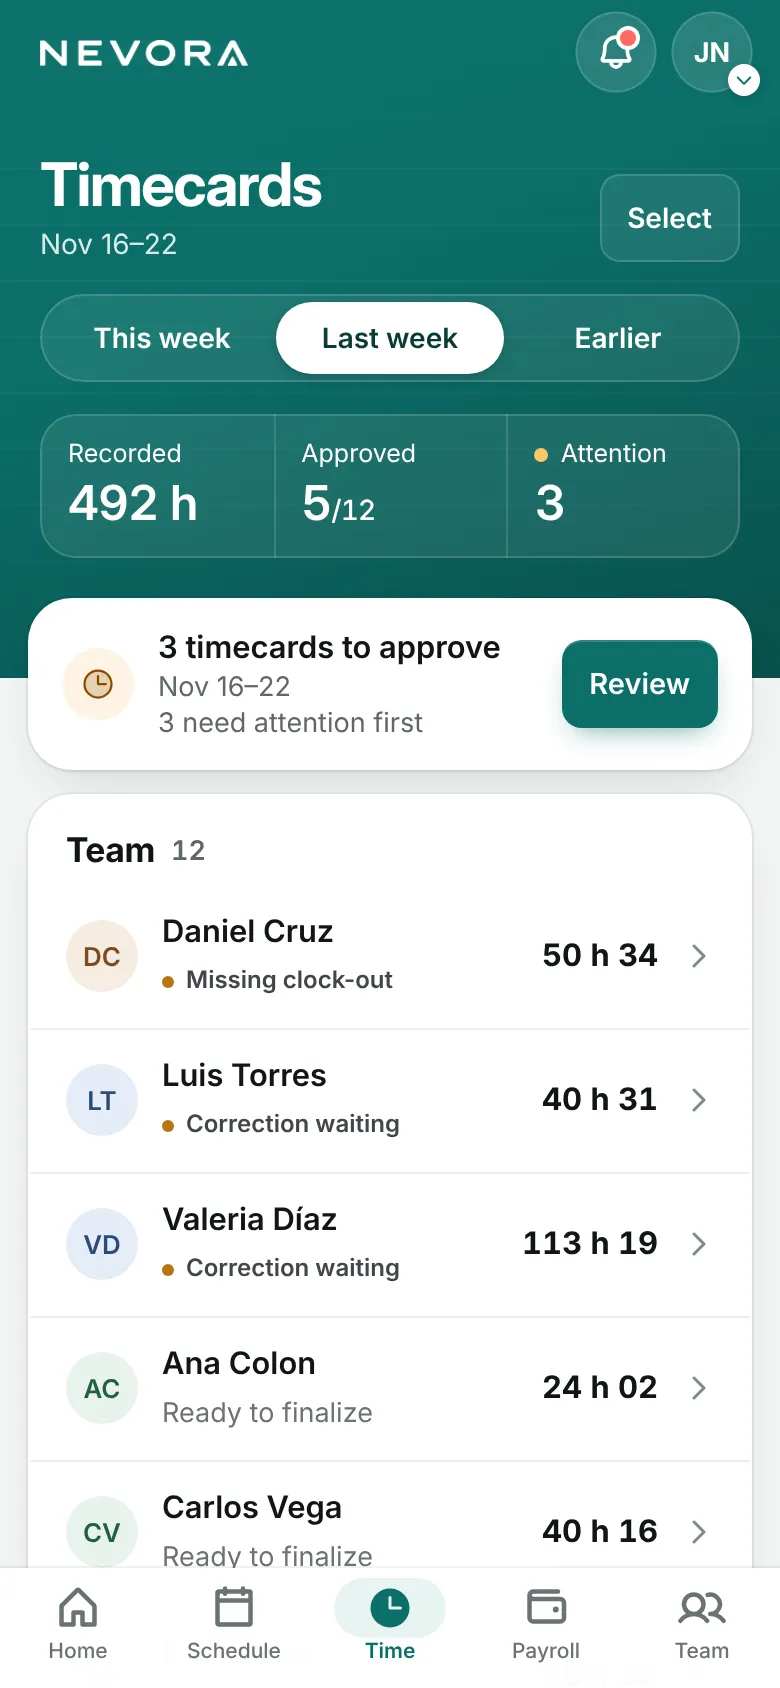 NEVORA
JN
Timecards
Nov 16–22
Select
This week
Last week
Earlier
Recorded
492 h
Approved
5/12
Attention
3
3 timecards to approve
Nov 16–22
3 need attention first
Review
Team 12
DC
Daniel Cruz
Missing clock-out
50 h 34
LT
Luis Torres
Correction waiting
40 h 31
VD
Valeria Díaz
Correction waiting
113 h 19
AC
Ana Colon
Ready to finalize
24 h 02
CV
Carlos Vega
Ready to finalize
40 h 16
Home
Schedule
Time
Payroll
Team